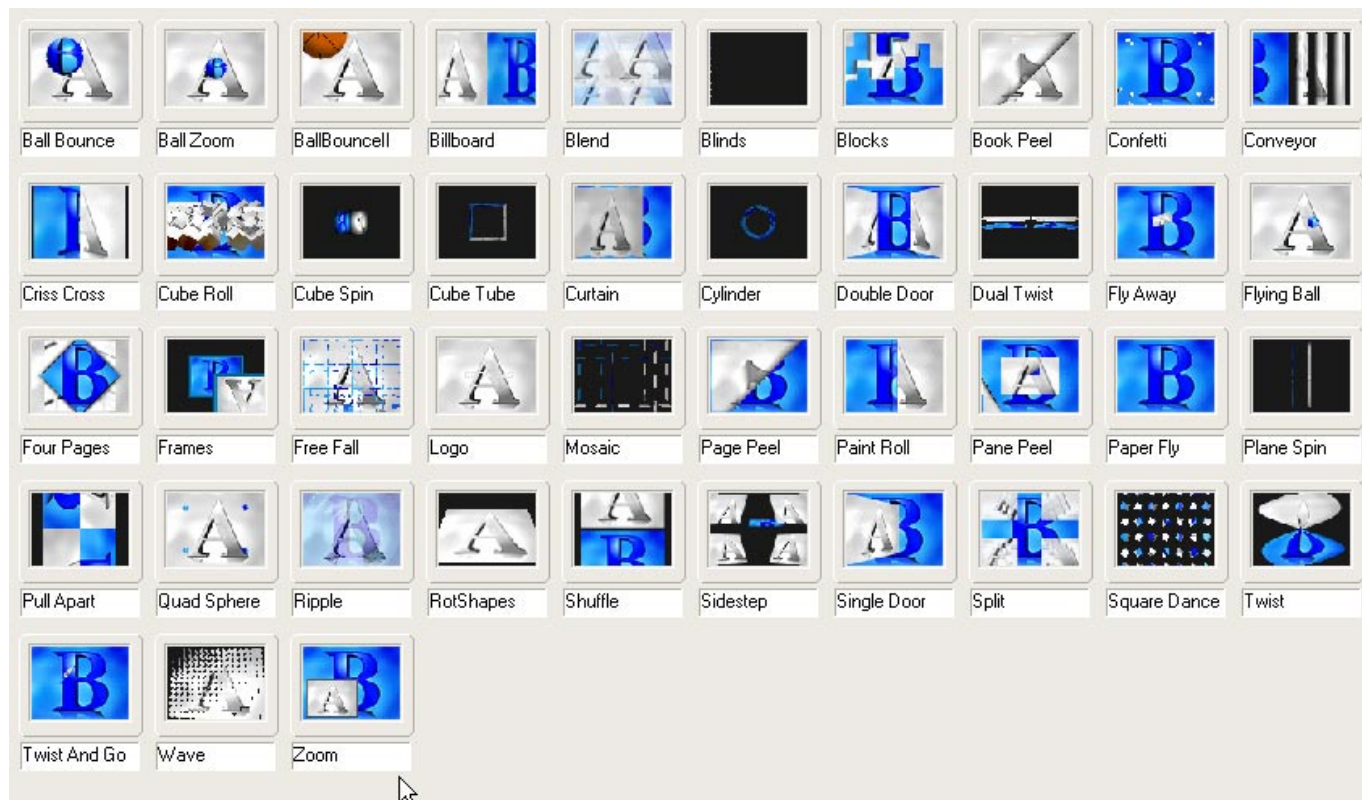 Ball Bounce Ball Zoom BallBounceII Billboard Blend Blinds Blocks Book Peel Confetti Conveyor
Criss Cross Cube Roll Cube Spin Cube Tube Curtain Cylinder Double Door Dual Twist Fly Away Flying Ball
Four Pages Frames Free Fall Logo Mosaic Page Peel Paint Roll Pane Peel Paper Fly Plane Spin
Pull Apart Quad Sphere Ripple RotShapes Shuffle Sidestep Single Door Split Square Dance Twist
Twist And Go Wave Zoom